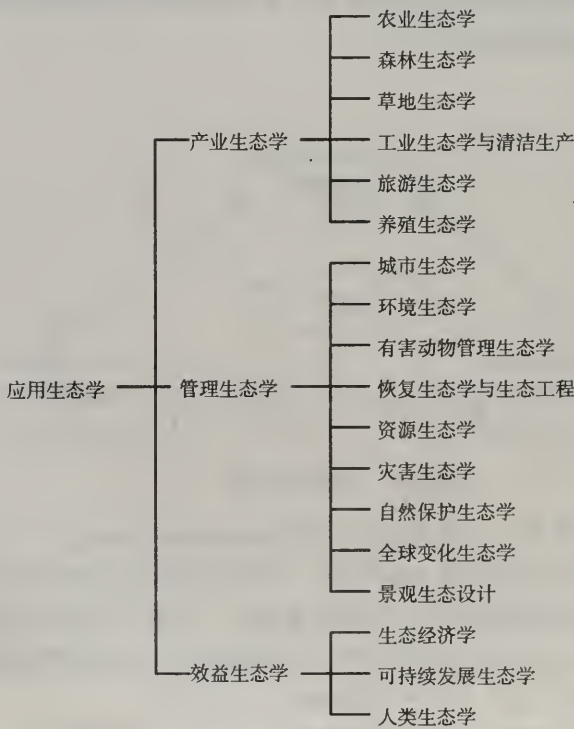 农业生态学
森林生态学
草地生态学
产业生态学
工业生态学与清洁生产
旅游生态学
养殖生态学
城市生态学
环境生态学
有害动物管理生态学
应用生态学
管理生态学
恢复生态学与生态工程
资源生态学
灾害生态学
自然保护生态学
全球变化生态学
景观生态设计
生态经济学
效益生态学
可持续发展生态学
人类生态学